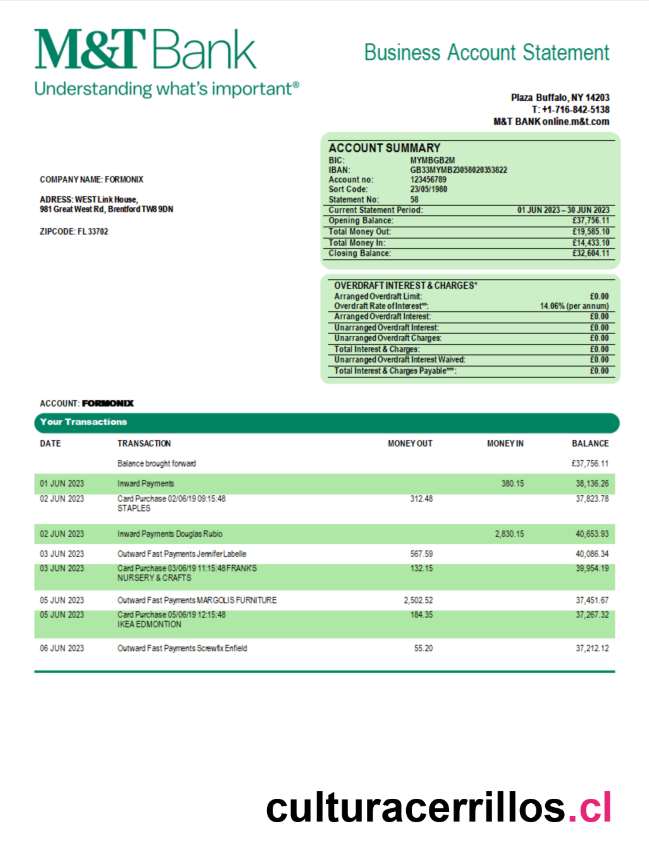 M&T Bank
Understanding what's important®
Business Account Statement
Plaza Buffalo, NY 14203
T: +1-716-842-5138
M&T BANK online.m&t.com
COMPANY NAME: FORMONIX
ADRESS: WEST Link House,
981 Great West Rd, Brentford TW8 9DN
ZIPCODE: FL 33702
ACCOUNT SUMMARY
BIC: MYMBGB2M
IBAN: GB33MYMB23058020353822
Account no: 123456789
Sort Code: 23/05/1980
Statement No: 58
Current Statement Period: 01 JUN 2023 – 30 JUN 2023
Opening Balance: £37,756.11
Total Money Out: £19,585.10
Total Money In: £14,433.10
Closing Balance: £32,604.11
OVERDRAFT INTEREST & CHARGES*
Arranged Overdraft Limit: £0.00
Overdraft Rate of Interest**: 14.06% (per annum)
Arranged Overdraft Interest: £0.00
Unarranged Overdraft Interest: £0.00
Unarranged Overdraft Charges: £0.00
Total Interest & Charges: £0.00
Unarranged Overdraft Interest Waived: £0.00
Total Interest & Charges Payable***: £0.00
ACCOUNT: FORMONIX
Your Transactions
DATE TRANSACTION MONEY OUT MONEY IN BALANCE
Balance brought forward £37,756.11
01 JUN 2023 Inward Payments 380.15 38,136.26
02 JUN 2023 Card Purchase 02/06/19 09:15:48 312.48 37,823.78
STAPLES
02 JUN 2023 Inward Payments Douglas Rubio 2,830.15 40,653.93
03 JUN 2023 Outward Fast Payments Jennifer Labelle 567.59 40,086.34
03 JUN 2023 Card Purchase 03/06/19 11:15:48 FRANK'S 132.15 39,954.19
NURSERY & CRAFTS
05 JUN 2023 Outward Fast Payments MARGOLIS FURNITURE 2,502.52 37,451.67
05 JUN 2023 Card Purchase 05/06/19 12:15:48 184.35 37,267.32
IKEA EDMONTION
06 JUN 2023 Outward Fast Payments Screwfix Enfield 55.20 37,212.12
culturacerrillos.cl